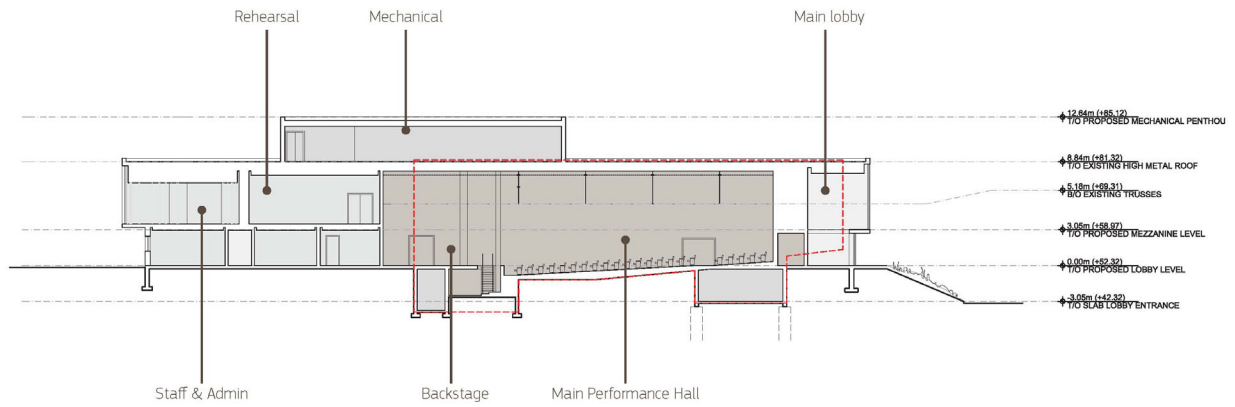 Rehearsal
Mechanical
Main lobby
12.64m (+85.12)
T/O PROPOSED MECHANICAL PENTHOU
8.84m (+81.32)
T/O EXISTING HIGH METAL ROOF
5.18m (+69.31)
B/O EXISTING TRUSSES
3.05m (+58.97)
T/O PROPOSED MEZZANINE LEVEL
0.00m (+52.32)
T/O PROPOSED LOBBY LEVEL
-3.05m (+42.32)
T/O SLAB LOBBY ENTRANCE
Staff & Admin
Backstage
Main Performance Hall